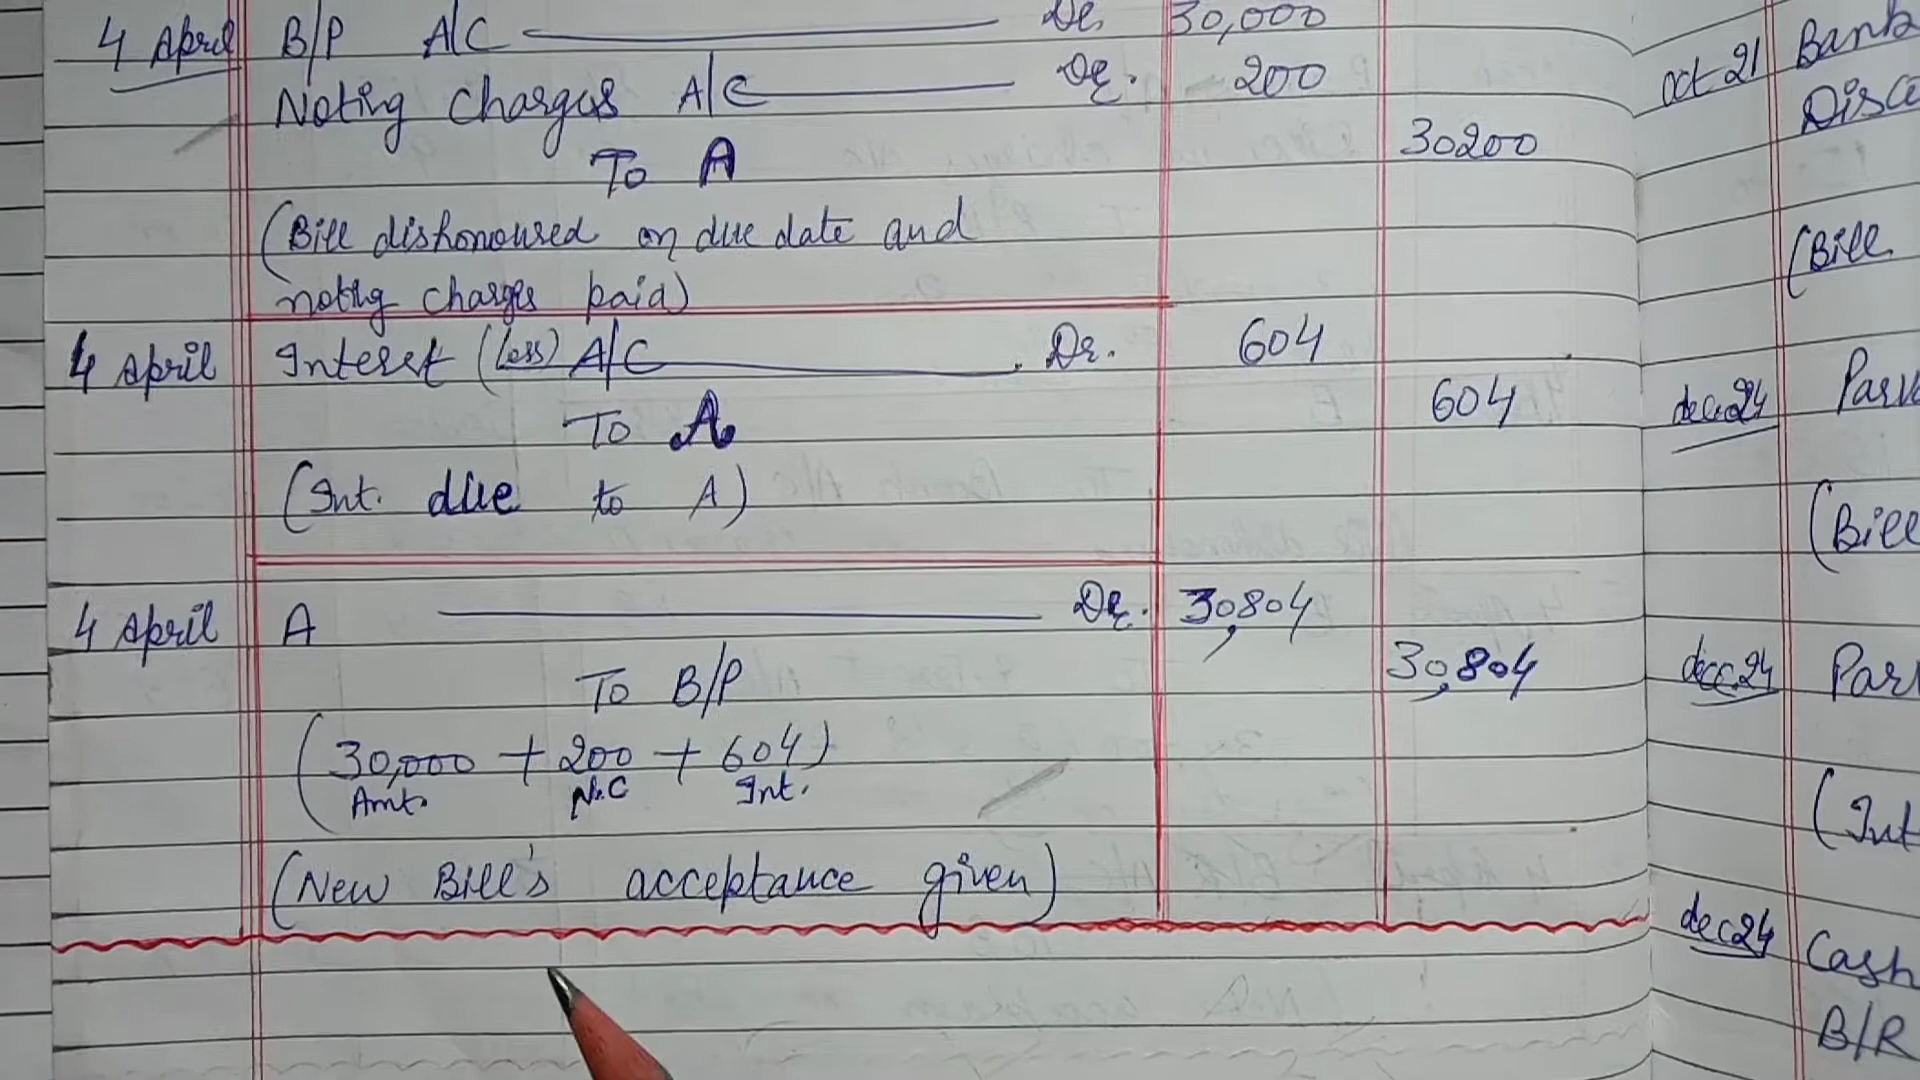 4 April B/P A/C Dr. 30,000
Noting Charges A/C Dr. 200
To A 30200
(Bill dishonoured on due date and
noting charges paid)
4 April Interest (Loss) A/C Dr. 604
To A. 604
(Int. due to A)
4 April A Dr. 30,804
To B/P 30,804
(30,000 + 200 + 604)
Amt. N.C Int.
(New Bill's acceptance given)
oct 21 Bank
Disc
(Bill
dec 24 Parv
(Bill
dec 24 Par
(Int
dec 24 Cash
B/R